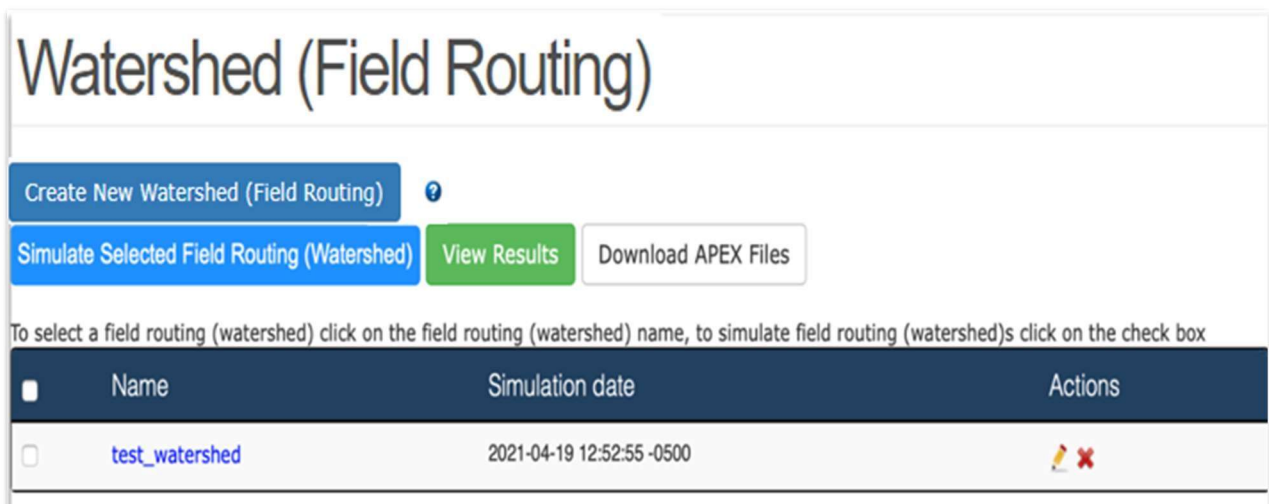 Watershed (Field Routing)
Create New Watershed (Field Routing) ?
Simulate Selected Field Routing (Watershed) View Results Download APEX Files
To select a field routing (watershed) click on the field routing (watershed) name, to simulate field routing (watershed)s click on the check box
Name Simulation date Actions
test_watershed 2021-04-19 12:52:55 -0500